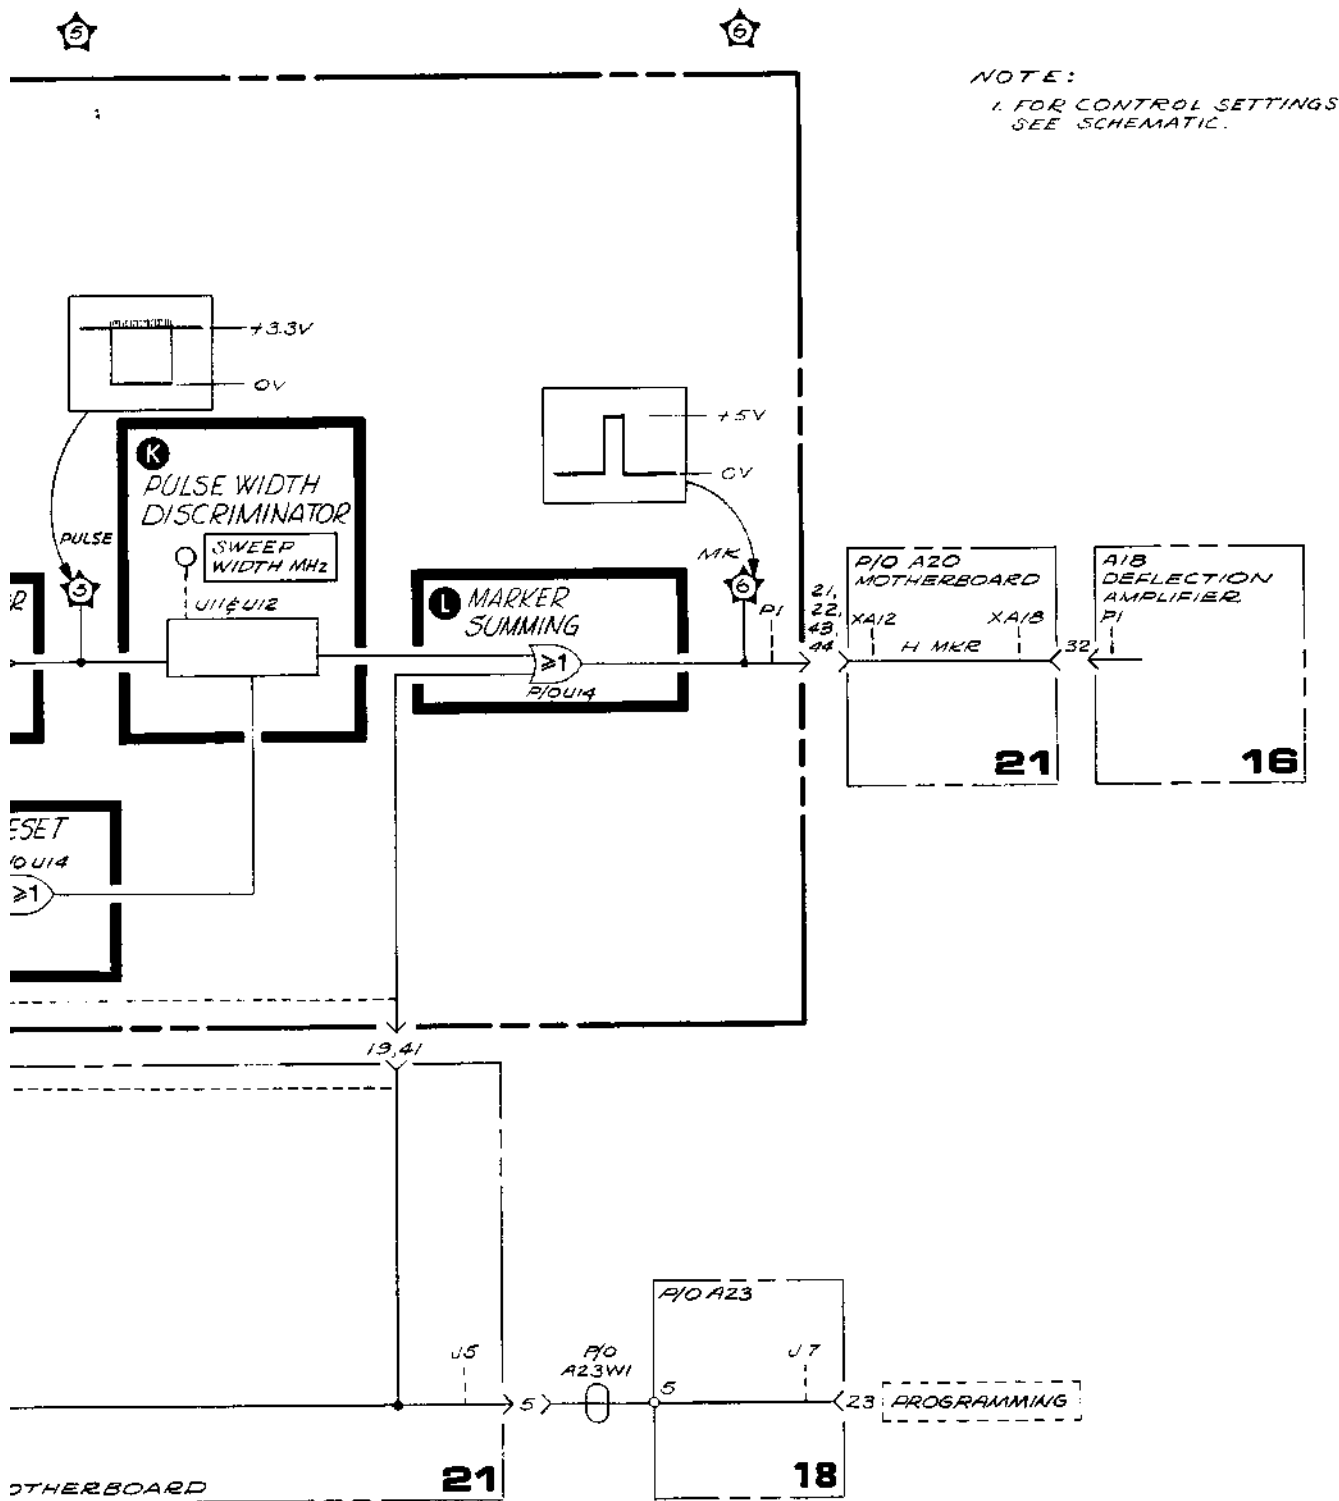 5
6
NOTE:
1. FOR CONTROL SETTINGS
SEE SCHEMATIC.
+3.3V
0V
+5V
0V
K
PULSE WIDTH
DISCRIMINATOR
PULSE
SWEEP
WIDTH MHz
5
U11 & U12
L
MARKER
SUMMING
≥1
P/O U14
MK
6
P1
21,
22,
43,
44
P/O A20
MOTHERBOARD
XA12
XA18
H MKR
21
32
A18
DEFLECTION
AMPLIFIER
P1
16
R
ESET
/O U14
≥1
19,41
J5
5
P/O
A23W1
P/O A23
5
J7
23
PROGRAMMING
21
18
OTHERBOARD